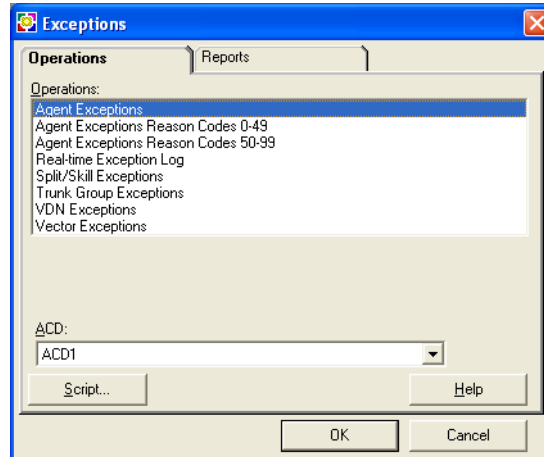 Exceptions
Operations Reports
Operations:
Agent Exceptions
Agent Exceptions Reason Codes 0-49
Agent Exceptions Reason Codes 50-99
Real-time Exception Log
Split/Skill Exceptions
Trunk Group Exceptions
VDN Exceptions
Vector Exceptions
ACD:
ACD1
Script... Help
OK Cancel